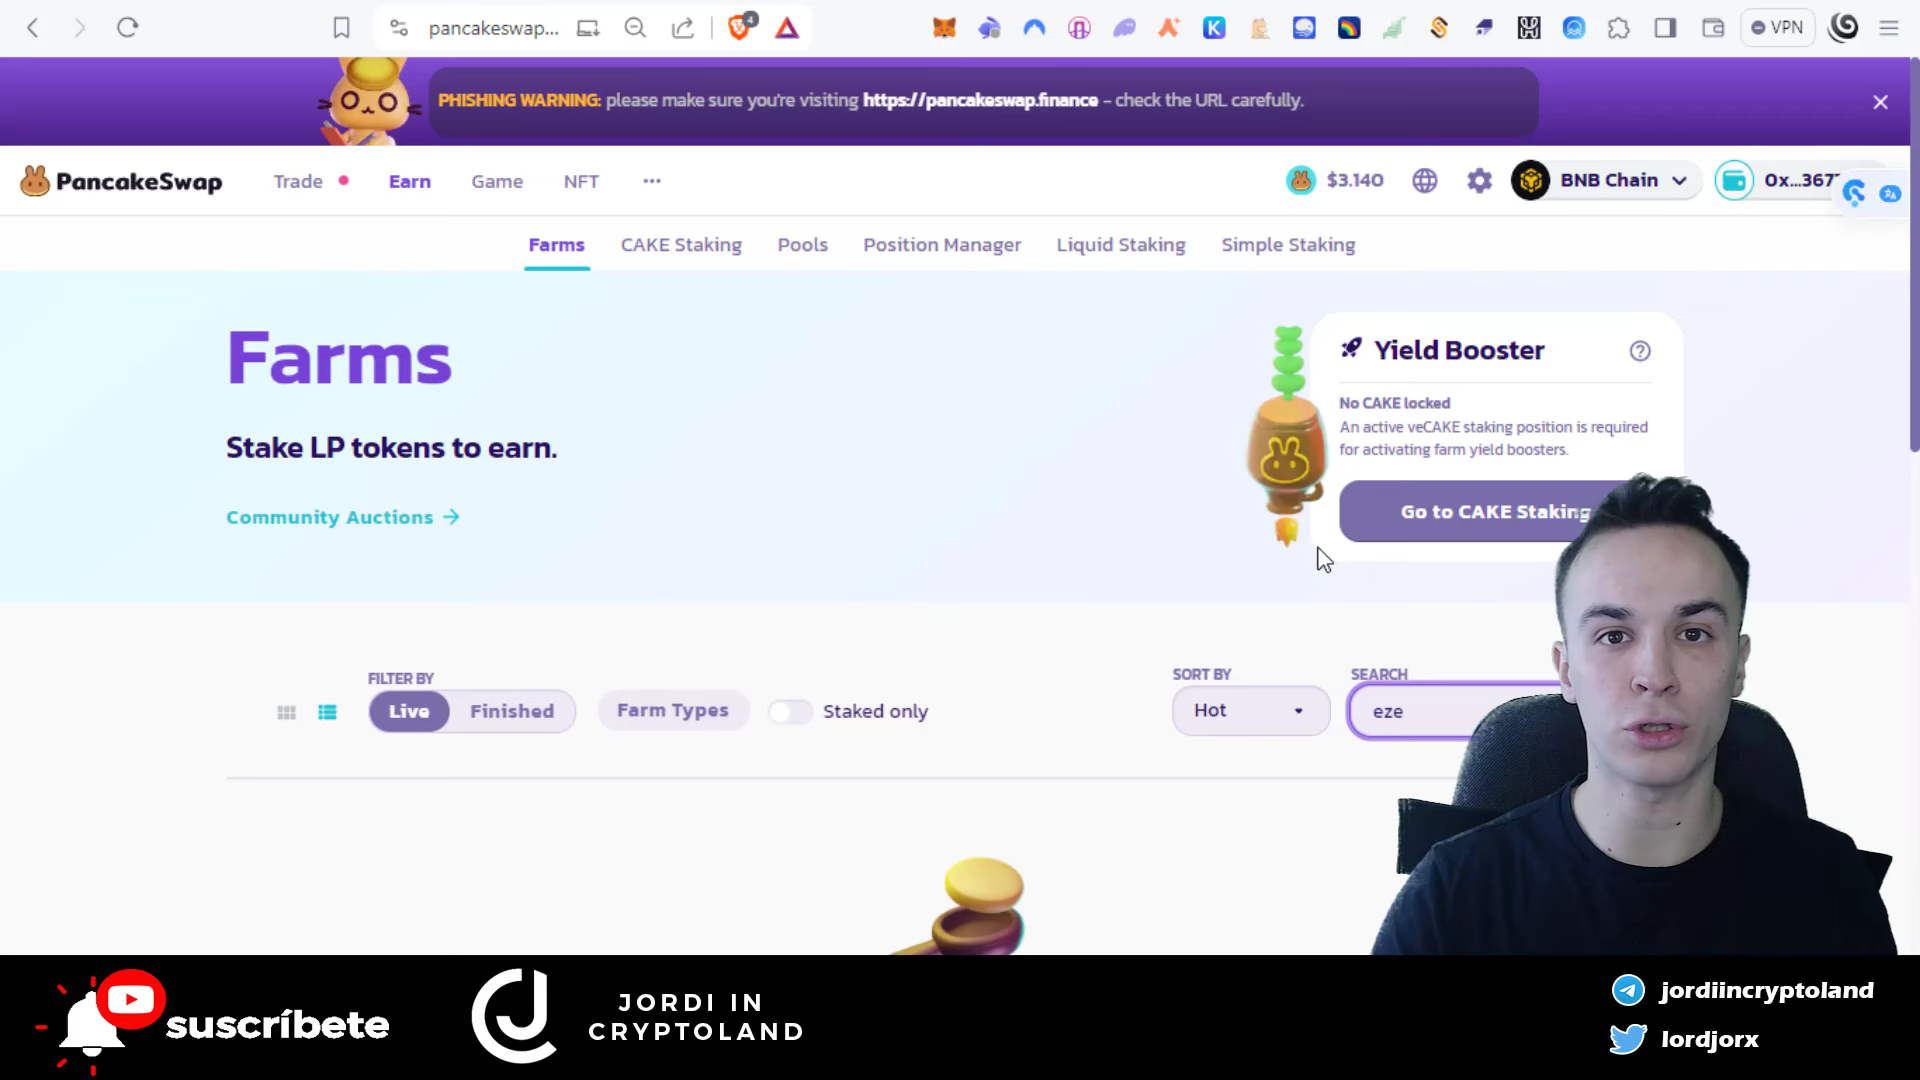 pancakeswap...
4
VPN
PHISHING WARNING: please make sure you're visiting https://pancakeswap.finance - check the URL carefully.
PancakeSwap
Trade
Earn
Game
NFT
$3.140
BNB Chain
0x...367
Farms
CAKE Staking
Pools
Position Manager
Liquid Staking
Simple Staking
Farms
Stake LP tokens to earn.
Community Auctions
Yield Booster
No CAKE locked
An active veCAKE staking position is required
for activating farm yield boosters.
Go to CAKE Staking
FILTER BY
Live
Finished
Farm Types
Staked only
SORT BY
Hot
SEARCH
eze
suscríbete
JORDI IN
CRYPTOLAND
jordiincryptoland
lordjorx